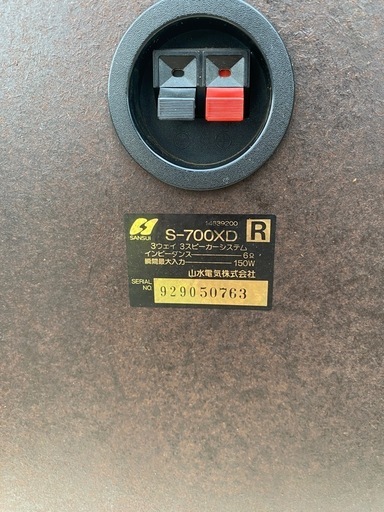 14539200
SANSUI
S-700XD R
3ウェイ 3スピーカーシステム
インピーダンス 6Ω
瞬間最大入力 150W
山水電気株式会社
SERIAL NO. 929050763